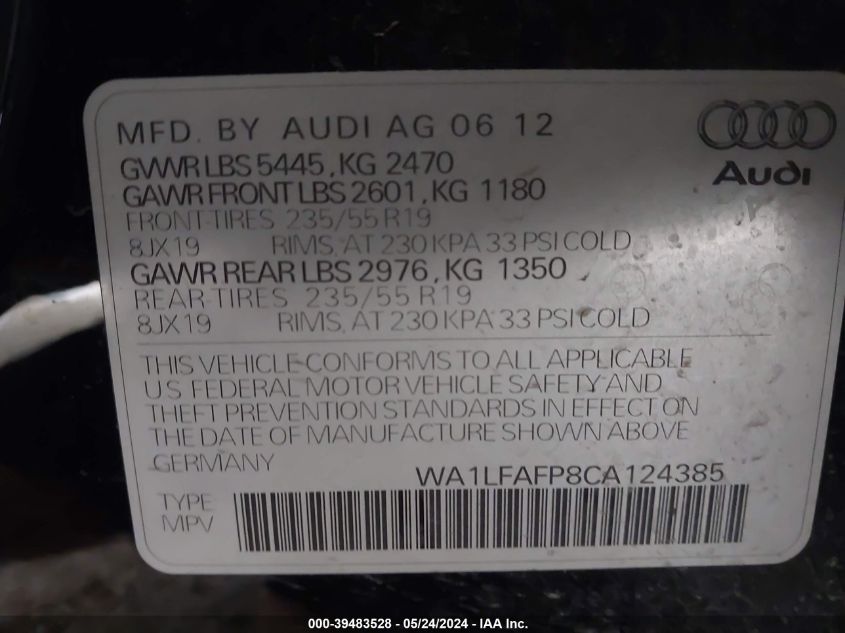 MFD. BY AUDI AG 06 12
Audi
GVWR LBS 5445, KG 2470
GAWR FRONT LBS 2601, KG 1180
FRONT-TIRES 235/55 R19
8JX19 RIMS, AT 230 KPA 33 PSI COLD
GAWR REAR LBS 2976, KG 1350
REAR-TIRES 235/55 R19
8JX19 RIMS, AT 230 KPA 33 PSI COLD
THIS VEHICLE CONFORMS TO ALL APPLICABLE
US FEDERAL MOTOR VEHICLE SAFETY AND
THEFT PREVENTION STANDARDS IN EFFECT ON
THE DATE OF MANUFACTURE SHOWN ABOVE
GERMANY
WA1LFAFP8CA124385
TYPE
MPV
000-39483528 - 05/24/2024 - IAA Inc.